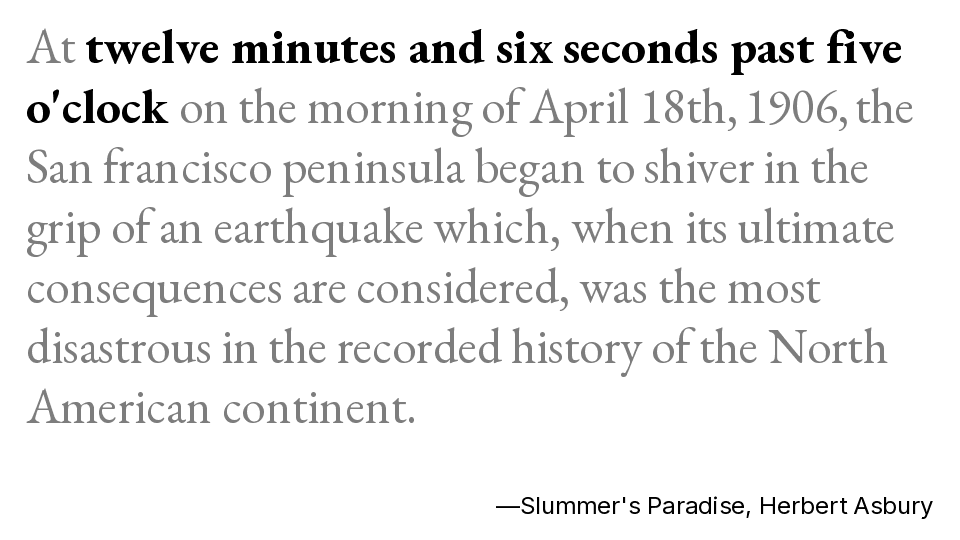 At twelve minutes and six seconds past five
o'clock on the morning of April 18th, 1906, the
San francisco peninsula began to shiver in the
grip of an earthquake which, when its ultimate
consequences are considered, was the most
disastrous in the recorded history of the North
American continent.
—Slummer's Paradise, Herbert Asbury